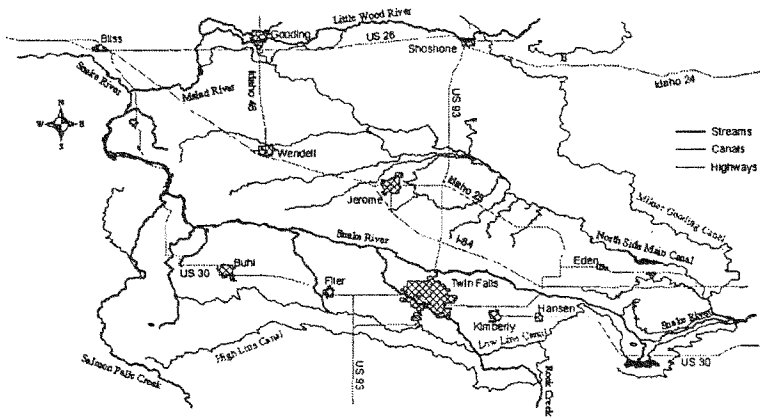 Little Wood River
Bliss
Gooding
US 26
Shoshone
Snake River
Malad River
Idaho 46
US 93
Idaho 24
N
W
E
S
Streams
Canals
Highways
Wendell
Jerome
Idaho 25
Milner Gooding Canal
Snake River
I-84
North Side Main Canal
Eden
US 30
Buhl
Filer
Twin Falls
Kimberly
Hansen
Snake River
Low Line Canal
High Line Canal
US 30
Salmon Falls Creek
US 93
Rock Creek